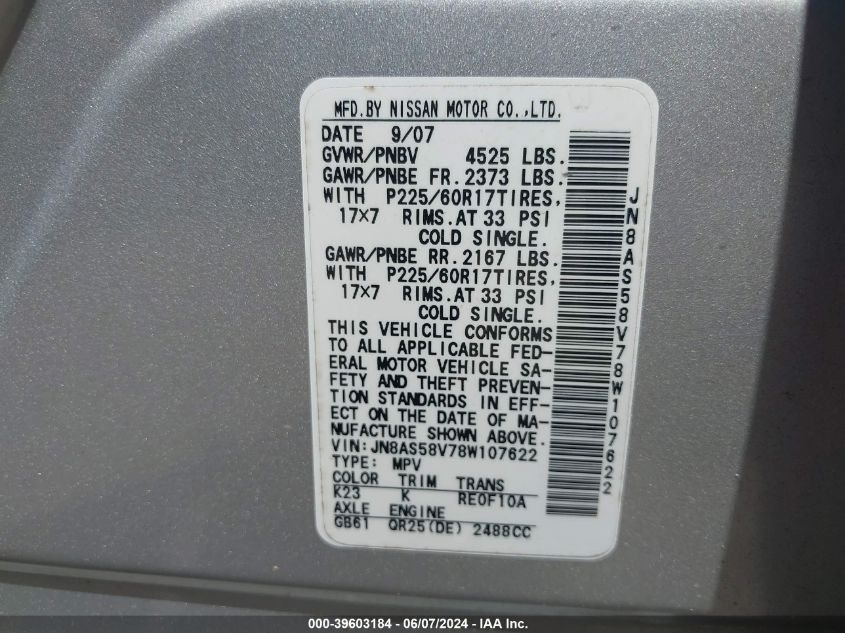 MFD.BY NISSAN MOTOR CO.,LTD.
DATE 9/07
GVWR/PNBV 4525 LBS.
GAWR/PNBE FR.2373 LBS.
WITH P225/60R17TIRES,
17×7 RIMS.AT 33 PSI
COLD SINGLE.
GAWR/PNBE RR.2167 LBS.
WITH P225/60R17TIRES,
17×7 RIMS.AT 33 PSI
COLD SINGLE.
THIS VEHICLE CONFORMS
TO ALL APPLICABLE FED-
ERAL MOTOR VEHICLE SA-
FETY AND THEFT PREVEN-
TION STANDARDS IN EFF-
ECT ON THE DATE OF MA-
NUFACTURE SHOWN ABOVE.
VIN: JN8AS58V78W107622
TYPE: MPV
COLOR TRIM TRANS
K23 K RE0F10A
AXLE ENGINE
GB61 QR25(DE) 2488CC
JN8AS58V78W107622
000-39603184 - 06/07/2024 - IAA Inc.